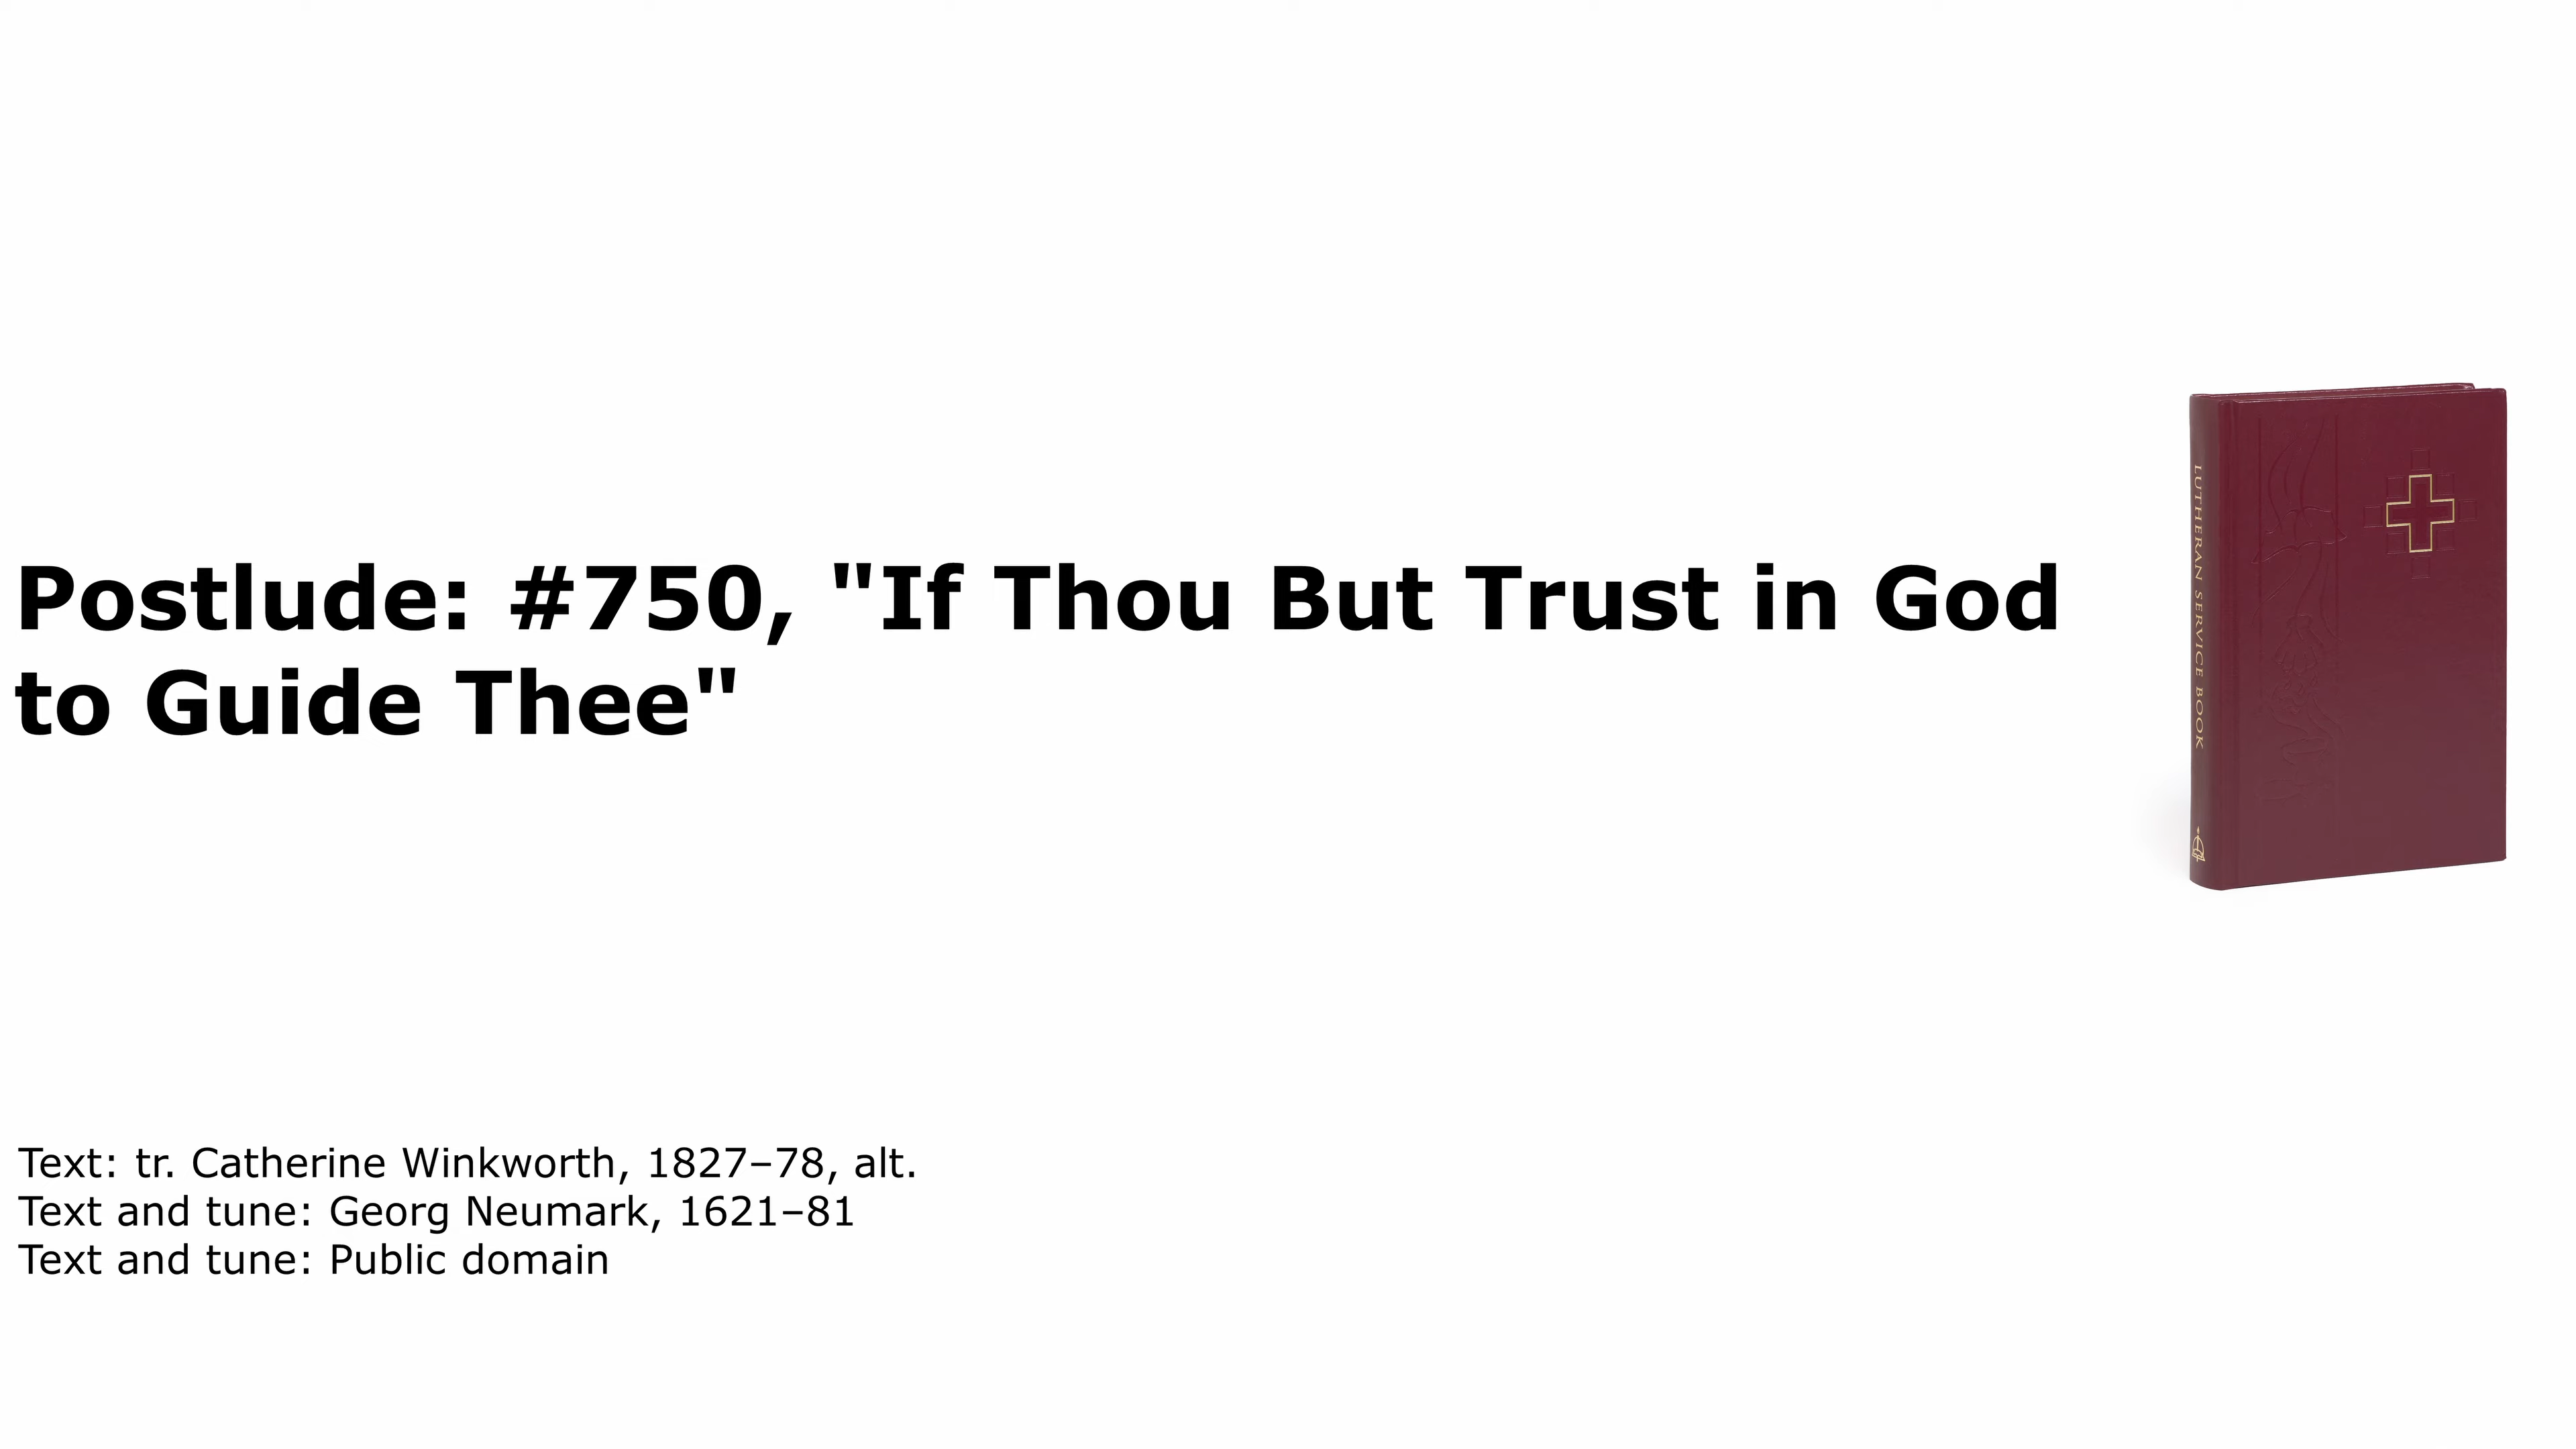 Postlude: #750, "If Thou But Trust in God
to Guide Thee"
LUTHERAN SERVICE BOOK
Text: tr. Catherine Winkworth, 1827–78, alt.
Text and tune: Georg Neumark, 1621–81
Text and tune: Public domain